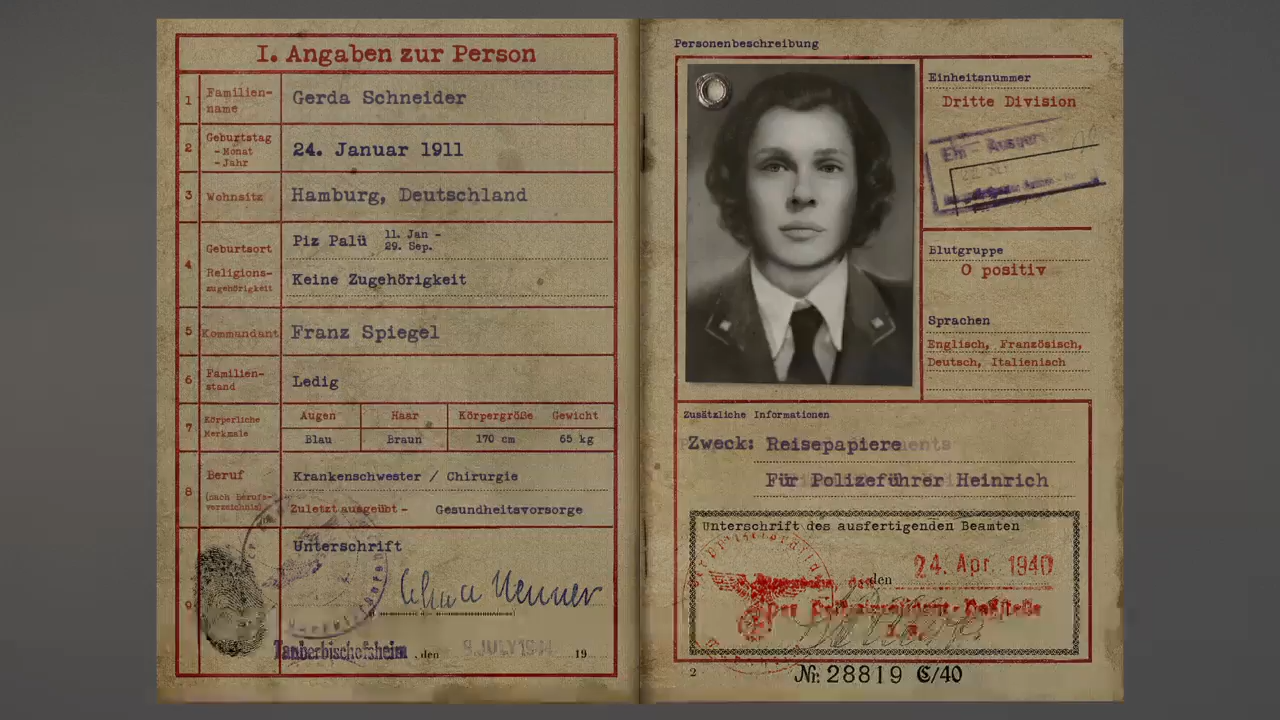 I. Angaben zur Person
1 Familien-
name
Gerda Schneider
2 Geburtstag
- Monat
- Jahr
24. Januar 1911
3 Wohnsitz
Hamburg, Deutschland
4 Geburtsort
Piz Palü 11. Jan -
29. Sep.
Religions-
zugehörigkeit
Keine Zugehörigkeit
5 Kommandant
Franz Spiegel
6 Familien-
stand
Ledig
7 Körperliche
Merkmale
Augen Haar Körpergröße Gewicht
Blau Braun 170 cm 65 kg
8 Beruf
(nach Berufs-
verzeichnis)
Krankenschwester / Chirurgie
Zuletzt ausgeübt - Gesundheitsvorsorge
9 Unterschrift
Tauberbischofsheim, den 19
Personenbeschreibung
Einheitsnummer
Dritte Division
Blutgruppe
O positiv
Sprachen
Englisch, Französisch,
Deutsch, Italienisch
Zusätzliche Informationen
Zweck: Reisepapiere
Für Polizeführer Heinrich
Unterschrift des ausfertigenden Beamten
den 24. Apr. 1940
2 Nr. 28819 C/40